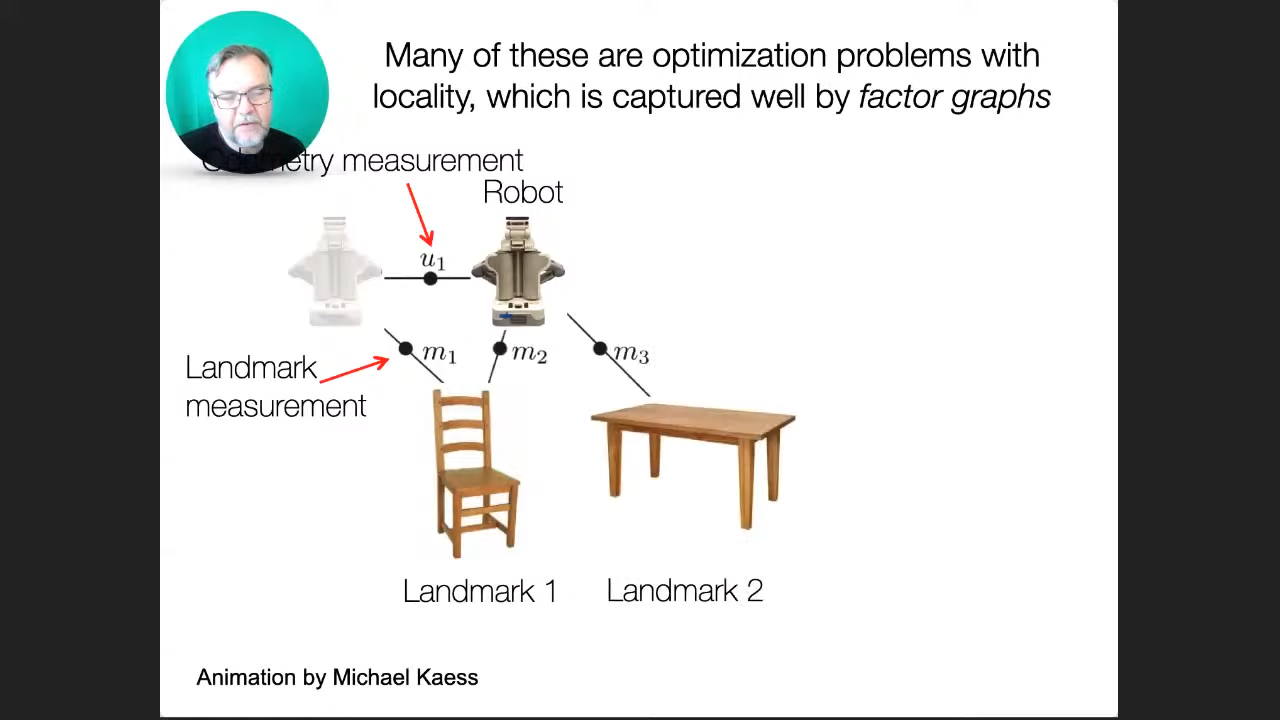 Many of these are optimization problems with
locality, which is captured well by factor graphs
Odometry measurement
Robot
u1
m1
m2
m3
Landmark
measurement
Landmark 1
Landmark 2
Animation by Michael Kaess